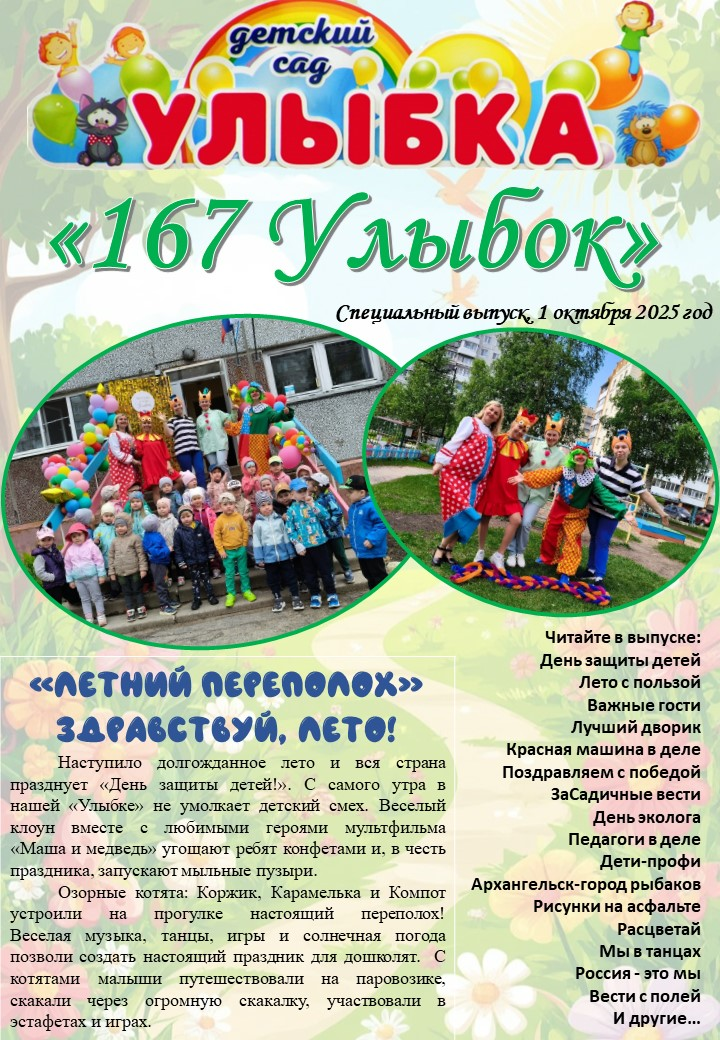 детский
сад
УЛЫБКА
«167 Улыбок»
Специальный выпуск, 1 октября 2025 год
Читайте в выпуске:
День защиты детей
Лето с пользой
Важные гости
Лучший дворик
Красная машина в деле
Поздравляем с победой
ЗаСадичные вести
День эколога
Педагоги в деле
Дети-профи
Архангельск-город рыбаков
Рисунки на асфальте
Расцветай
Мы в танцах
Россия - это мы
Вести с полей
И другие...
«ЛЕТНИЙ ПЕРЕПОЛОХ»
ЗДРАВСТВУЙ, ЛЕТО!
Наступило долгожданное лето и вся страна
празднует «День защиты детей!». С самого утра в
нашей «Улыбке» не умолкает детский смех. Веселый
клоун вместе с любимыми героями мультфильма
«Маша и медведь» угощают ребят конфетами и, в честь
праздника, запускают мыльные пузыри.
Озорные котята: Коржик, Карамелька и Компот
устроили на прогулке настоящий переполох!
Веселая музыка, танцы, игры и солнечная погода
позволи создать настоящий праздник для дошколят. С
котятами малыши путешествовали на паровозике,
скакали через огромную скакалку, участвовали в
эстафетах и играх.